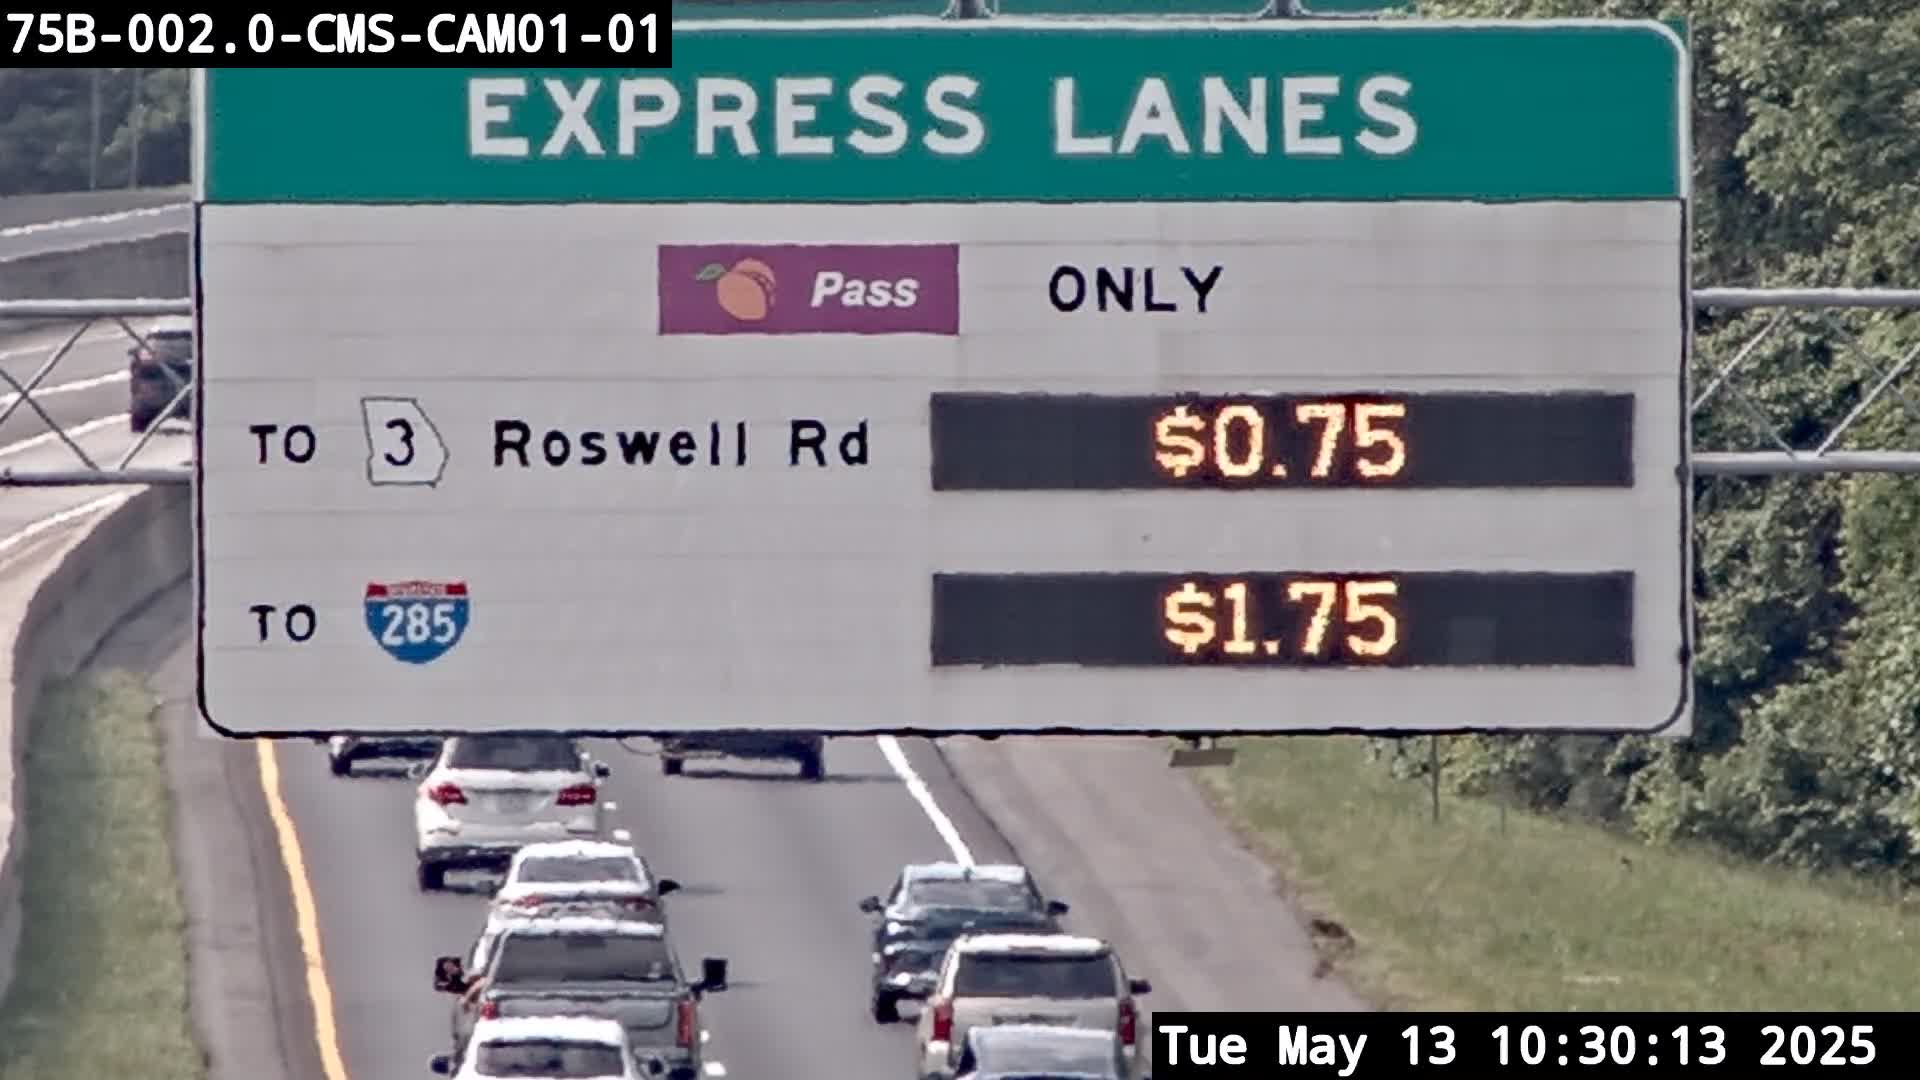 75B-002.0-CMS-CAM01-01
EXPRESS LANES
Pass ONLY
TO 3 Roswell Rd $0.75
TO 285 $1.75
Tue May 13 10:30:13 2025